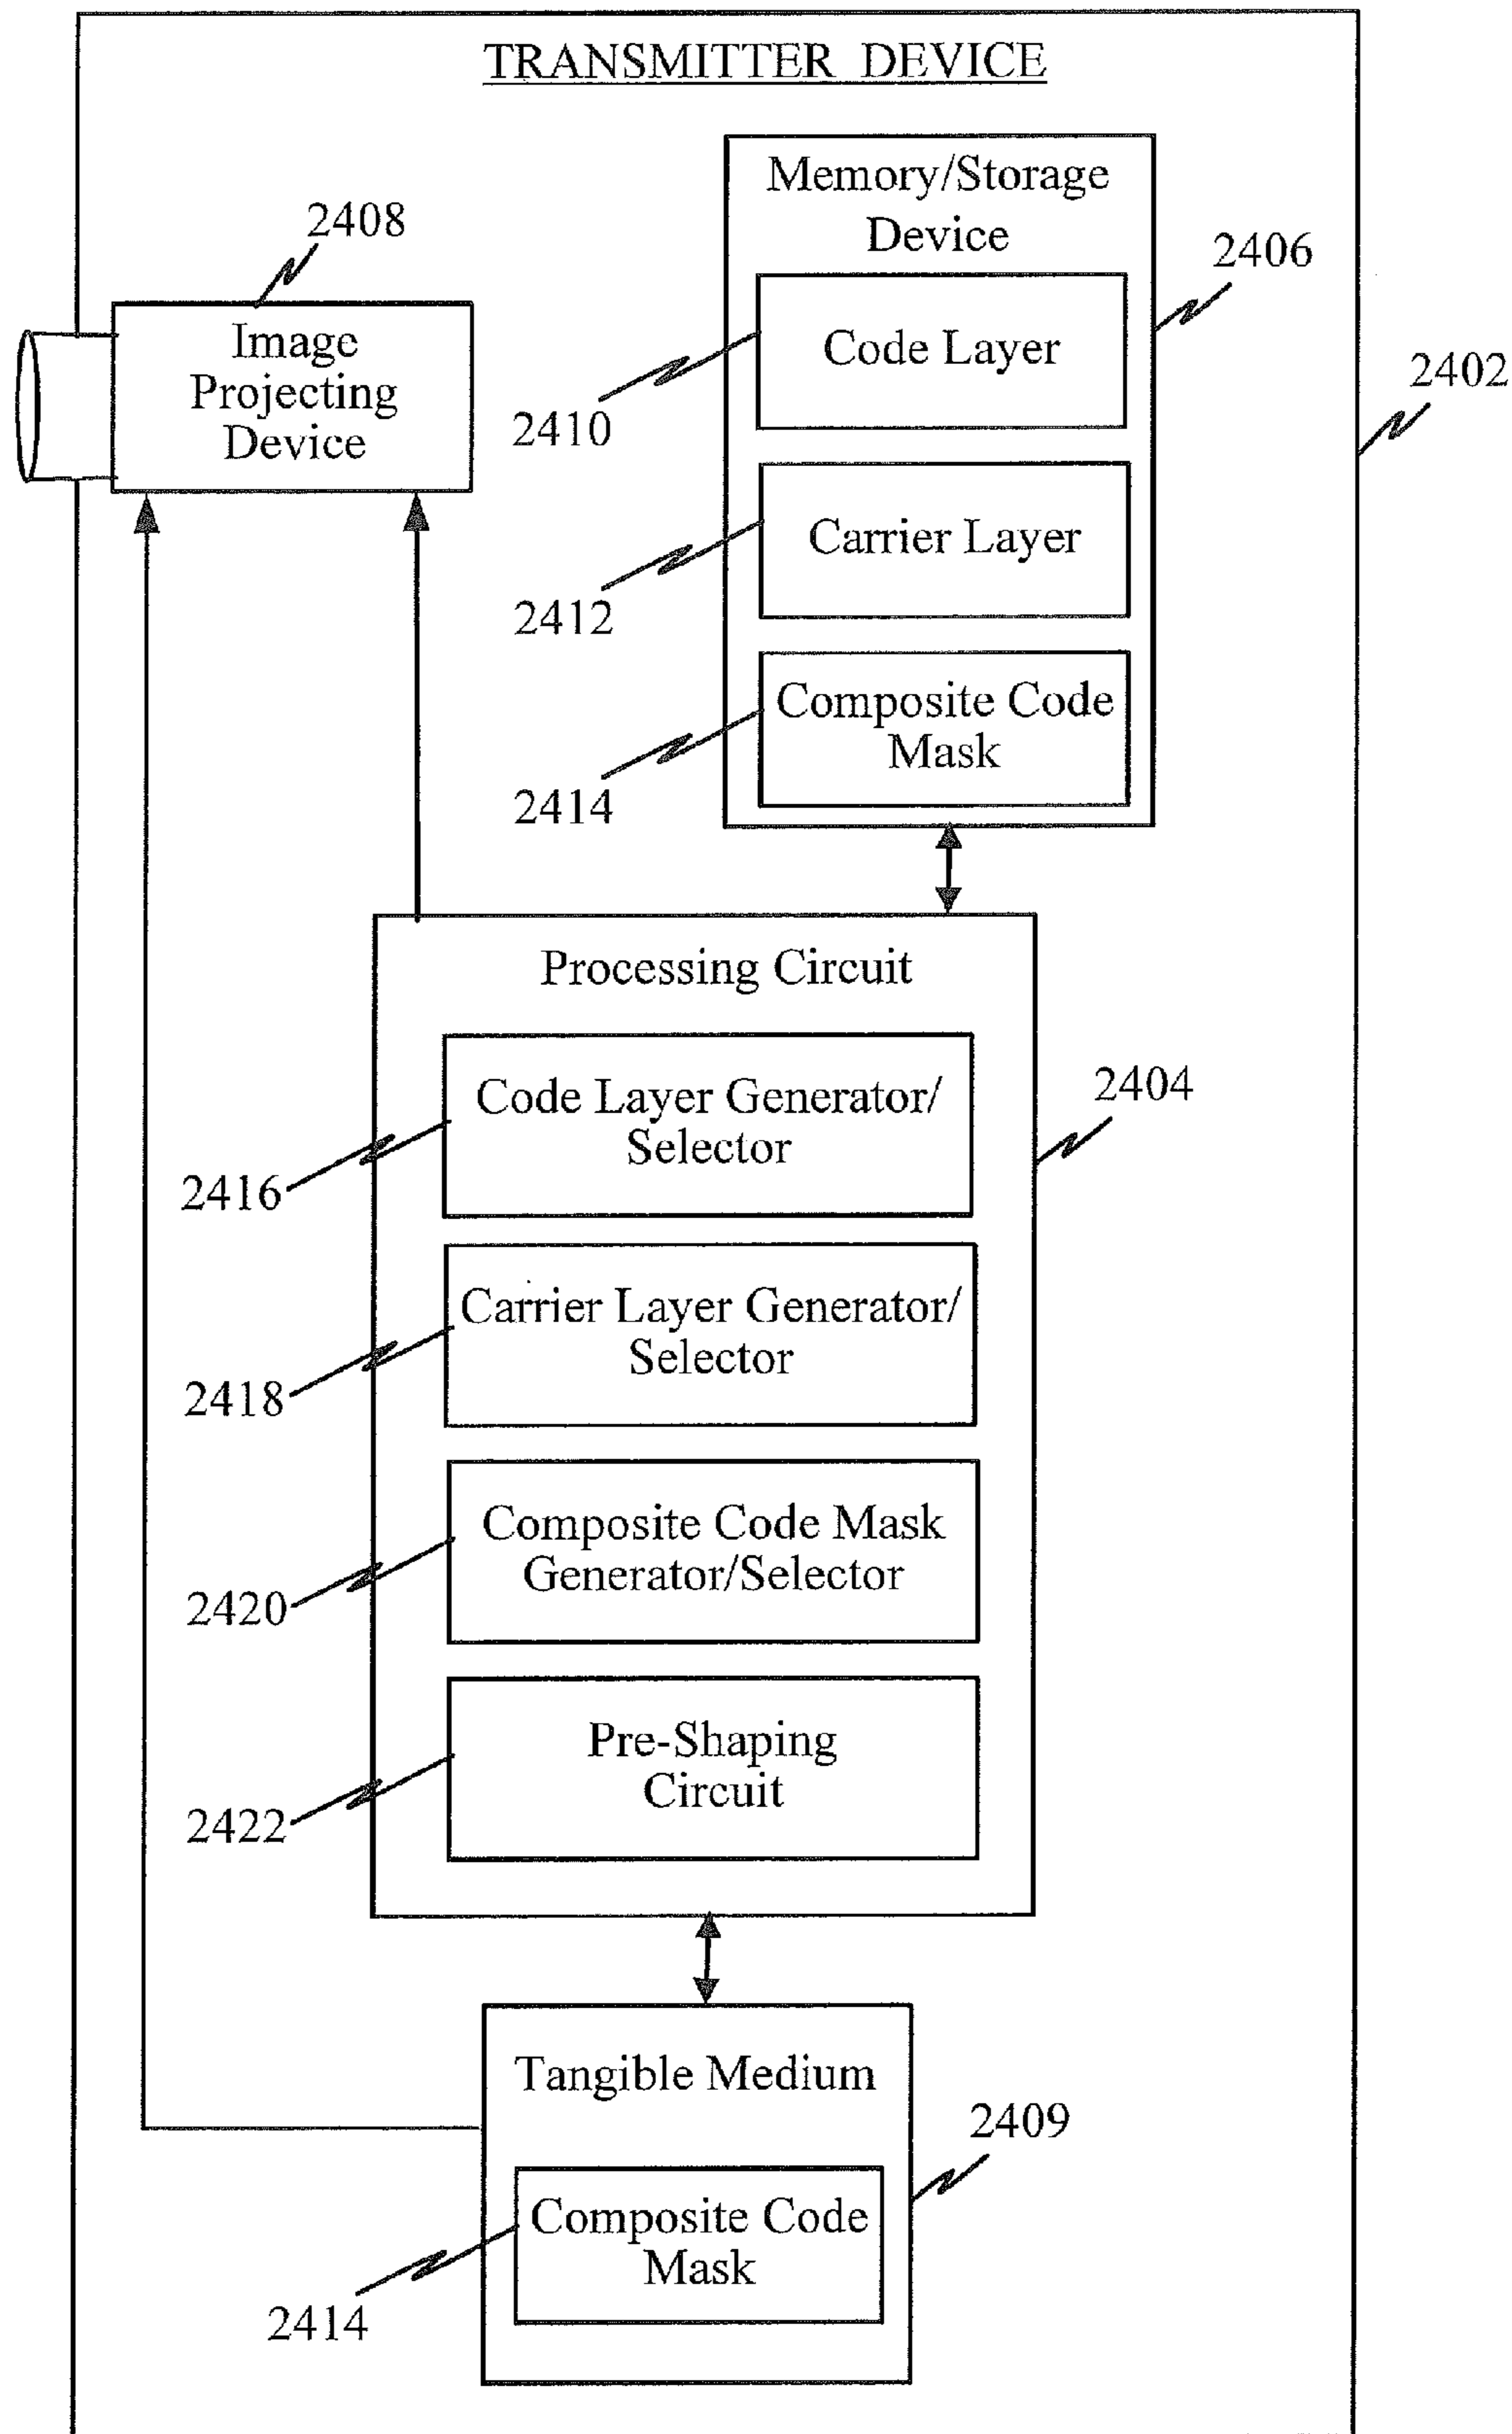 TRANSMITTER DEVICE
Memory/Storage
Device
2408
2406
Image
Projecting
Device
Code Layer
2402
2410
Carrier Layer
2412
Composite Code
Mask
2414
Processing Circuit
Code Layer Generator/
Selector
2404
2416
Carrier Layer Generator/
Selector
2418
Composite Code Mask
Generator/Selector
2420
Pre-Shaping
Circuit
2422
Tangible Medium
2409
Composite Code
Mask
2414